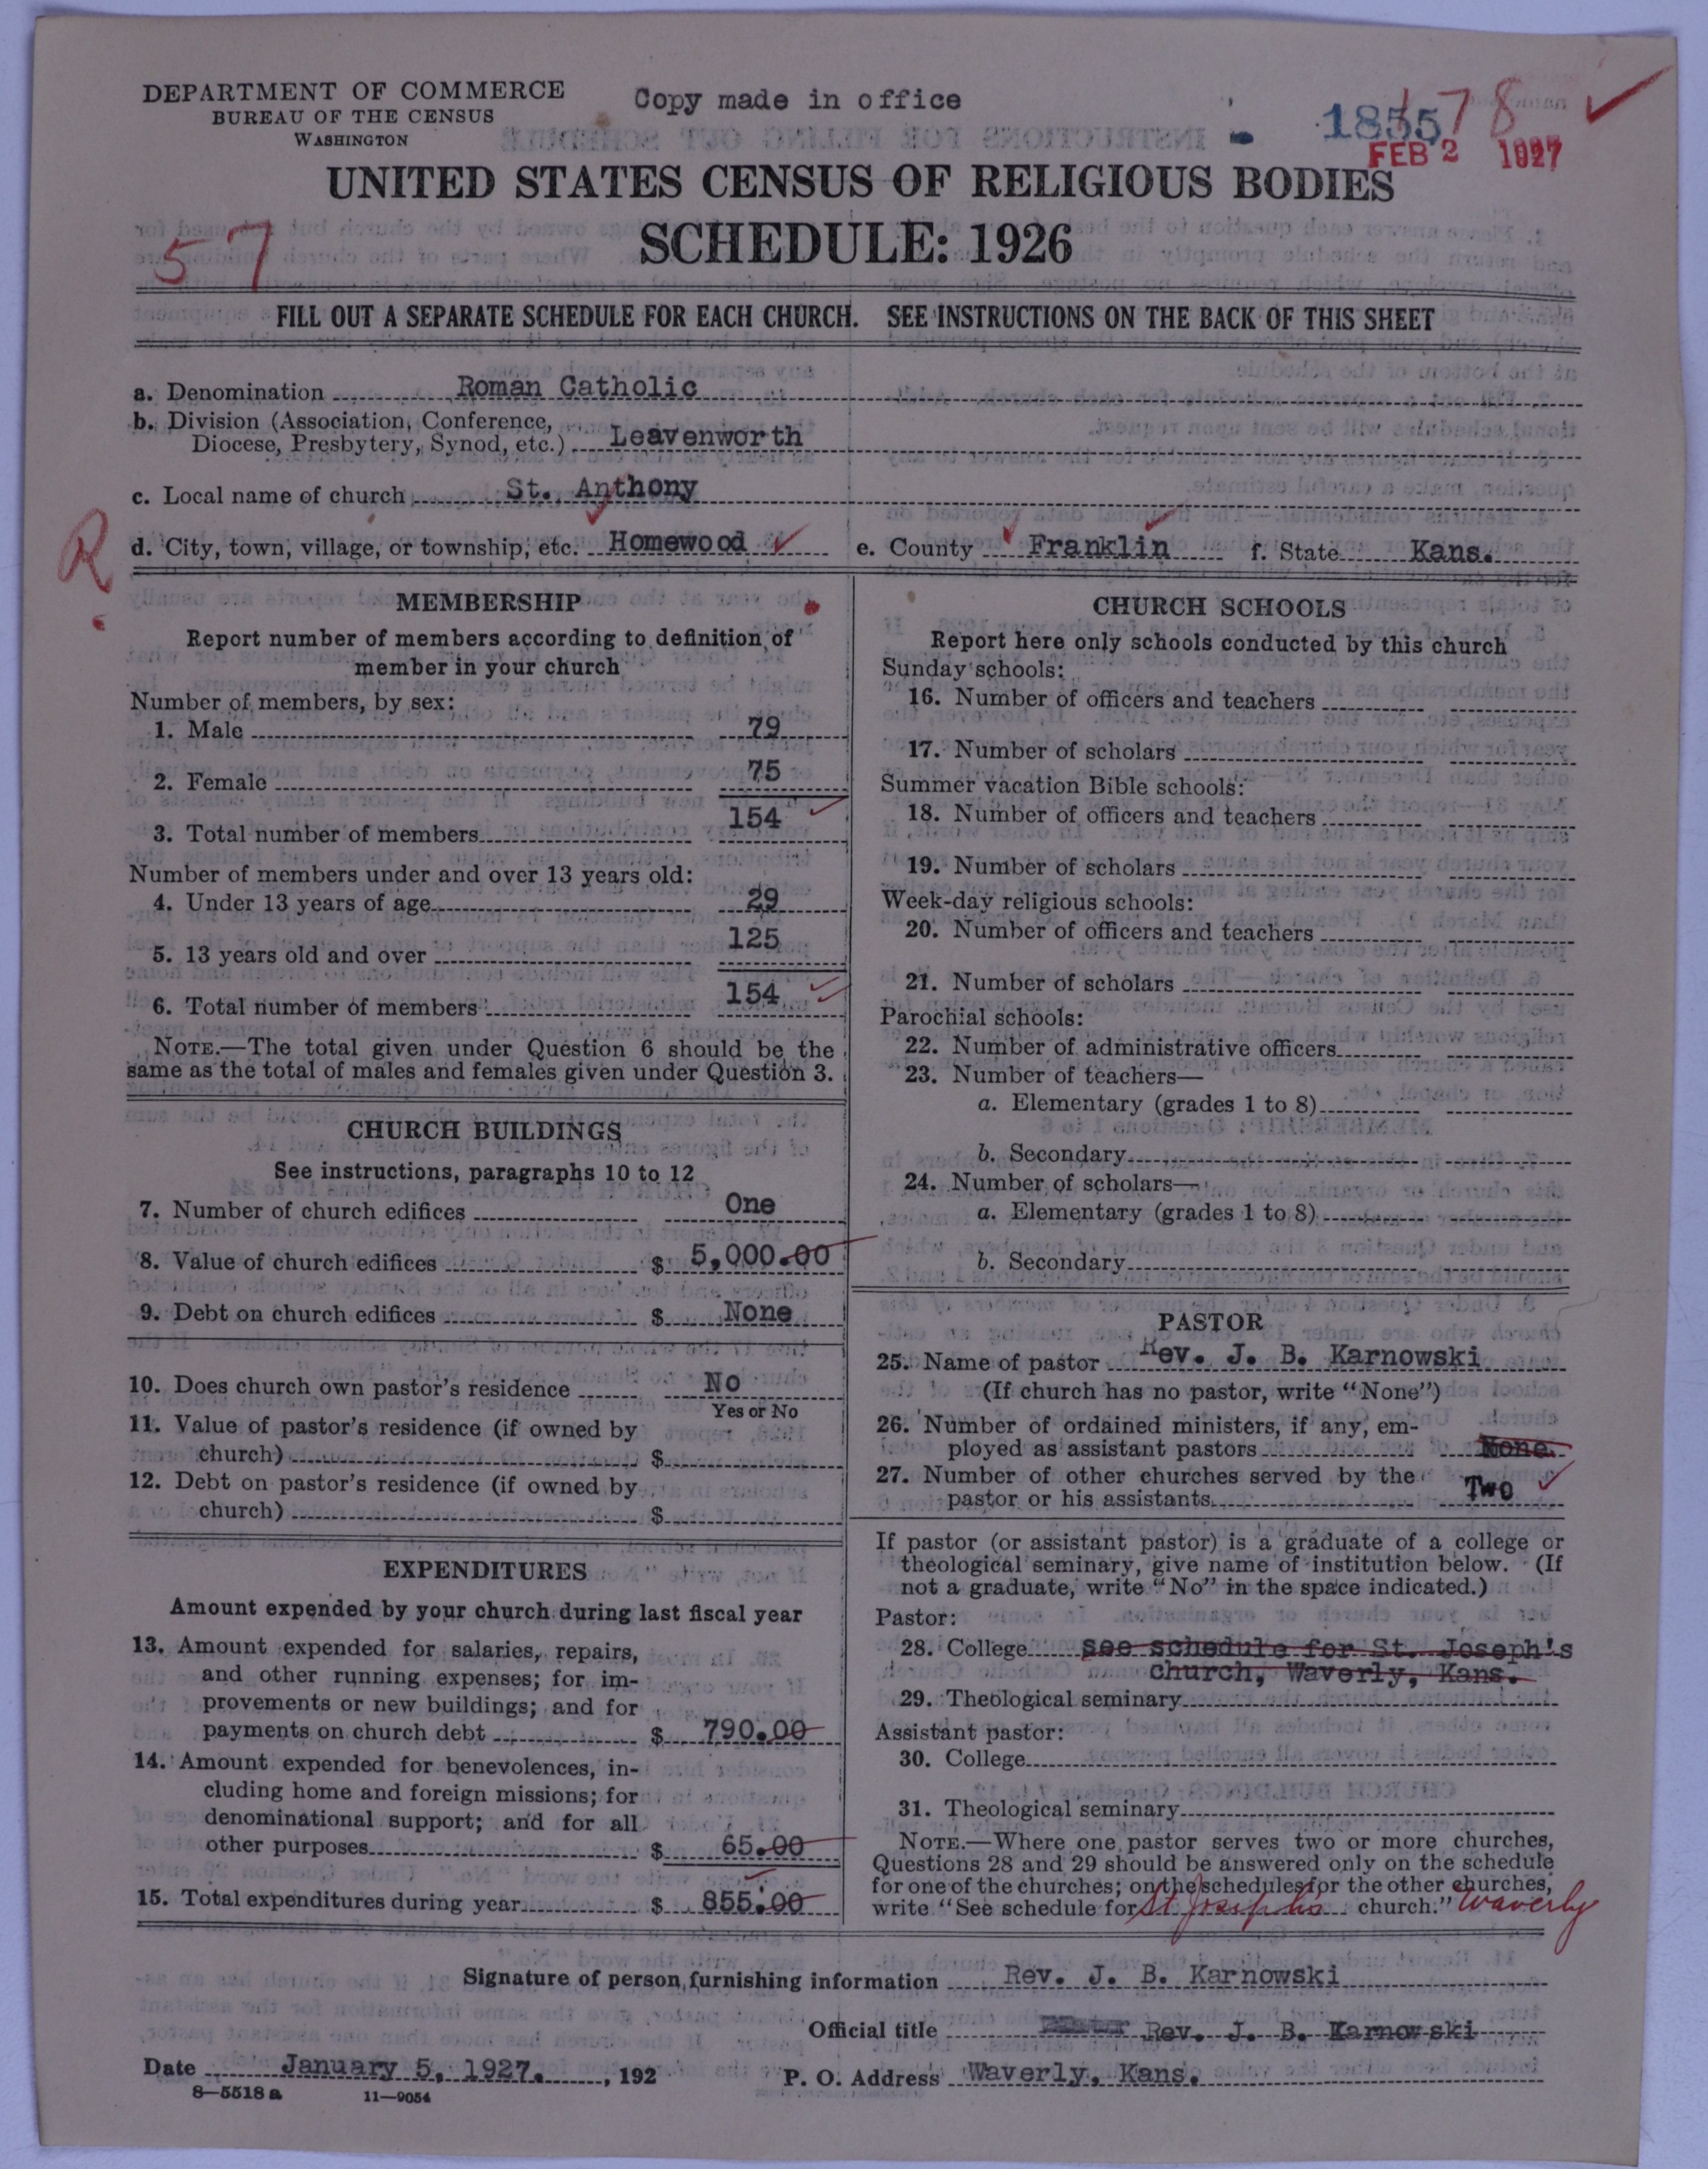 DEPARTMENT OF COMMERCE
BUREAU OF THE CENSUS
WASHINGTON
Copy made in office
1855
178
FEB 2 1927
UNITED STATES CENSUS OF RELIGIOUS BODIES
SCHEDULE: 1926
57
FILL OUT A SEPARATE SCHEDULE FOR EACH CHURCH. SEE INSTRUCTIONS ON THE BACK OF THIS SHEET
a. Denomination Roman Catholic
b. Division (Association, Conference,
Diocese, Presbytery, Synod, etc.) Leavenworth
c. Local name of church St. Anthony
R
d. City, town, village, or township, etc. Homewood e. County Franklin f. State Kans.
MEMBERSHIP
Report number of members according to definition of
member in your church
Number of members, by sex:
1. Male 79
2. Female 75
3. Total number of members 154
Number of members under and over 13 years old:
4. Under 13 years of age 29
5. 13 years old and over 125
6. Total number of members 154
NOTE.—The total given under Question 6 should be the
same as the total of males and females given under Question 3.
CHURCH BUILDINGS
See instructions, paragraphs 10 to 12
7. Number of church edifices One
8. Value of church edifices $ 5,000.00
9. Debt on church edifices $ None
10. Does church own pastor's residence No
Yes or No
11. Value of pastor's residence (if owned by
church) $
12. Debt on pastor's residence (if owned by
church) $
EXPENDITURES
Amount expended by your church during last fiscal year
13. Amount expended for salaries, repairs,
and other running expenses; for im-
provements or new buildings; and for
payments on church debt $ 790.00
14. Amount expended for benevolences, in-
cluding home and foreign missions; for
denominational support; and for all
other purposes $ 65.00
15. Total expenditures during year $ 855.00
CHURCH SCHOOLS
Report here only schools conducted by this church
Sunday schools:
16. Number of officers and teachers
17. Number of scholars
Summer vacation Bible schools:
18. Number of officers and teachers
19. Number of scholars
Week-day religious schools:
20. Number of officers and teachers
21. Number of scholars
Parochial schools:
22. Number of administrative officers
23. Number of teachers—
a. Elementary (grades 1 to 8)
b. Secondary
24. Number of scholars—
a. Elementary (grades 1 to 8)
b. Secondary
PASTOR
25. Name of pastor Rev. J. B. Karnowski
(If church has no pastor, write "None")
26. Number of ordained ministers, if any, em-
ployed as assistant pastors None.
27. Number of other churches served by the
pastor or his assistants Two
If pastor (or assistant pastor) is a graduate of a college or
theological seminary, give name of institution below. (If
not a graduate, write "No" in the space indicated.)
Pastor:
28. College see schedule for St. Joseph's
church, Waverly, Kans.
29. Theological seminary
Assistant pastor:
30. College
31. Theological seminary
NOTE.—Where one pastor serves two or more churches,
Questions 28 and 29 should be answered only on the schedule
for one of the churches; on the schedules for the other churches,
write "See schedule for St Joseph's church." Waverly
Signature of person furnishing information Rev. J. B. Karnowski
Official title Pastor Rev. J. B. Karnowski
Date January 5, 1927. , 192
P. O. Address Waverly, Kans.
8—5518a 11—9054